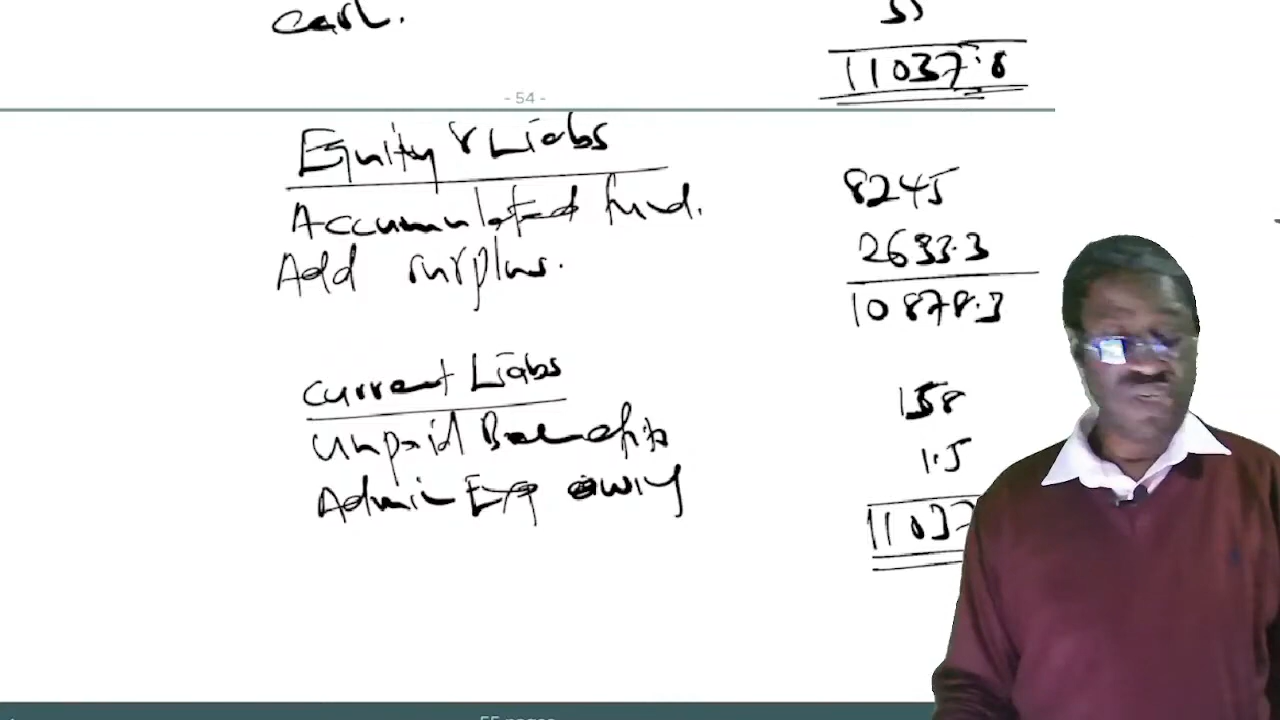 Cash.
11037.8
- 54 -
Equity & Liabs
Accumulated fund. 8245
Add surplus. 2633.3
10878.3
Current Liabs
Unpaid Benefits 158
Admin Exp owing 1.5
11037
55 pages